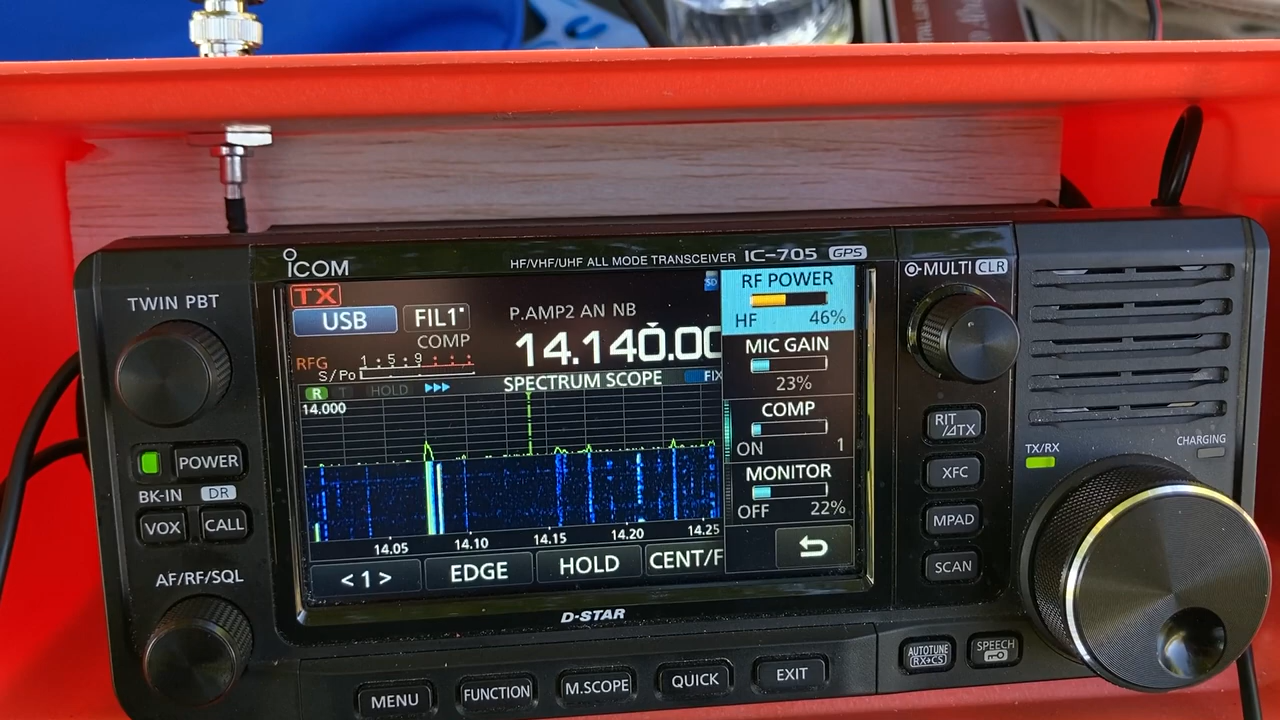 ICOM
HF/VHF/UHF ALL MODE TRANSCEIVER IC-705 GPS
TWIN PBT
POWER
BK-IN DR
VOX CALL
AF/RF/SQL
TX
USB FIL1
COMP
P.AMP2 AN NB
SD
14.140.00
RFG
1 5 9
S/Po
R T HOLD
SPECTRUM SCOPE FIX
14.000
14.05 14.10 14.15 14.20 14.25
<1> EDGE HOLD CENT/F
RF POWER
HF 46%
MIC GAIN
23%
COMP
ON 1
MONITOR
OFF 22%
D-STAR
MENU FUNCTION M.SCOPE QUICK EXIT
MULTI CLR
RIT
⊿TX
XFC
MPAD
SCAN
TX/RX
CHARGING
AUTOTUNE
RX→CS
SPEECH